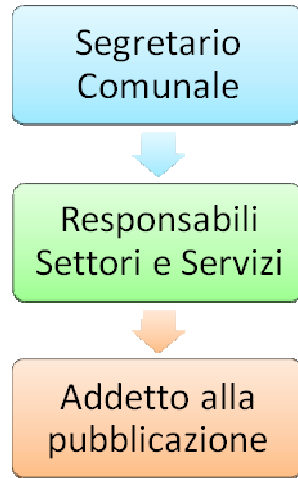 Segretario
Comunale
Responsabili
Settori e Servizi
Addetto alla
pubblicazione